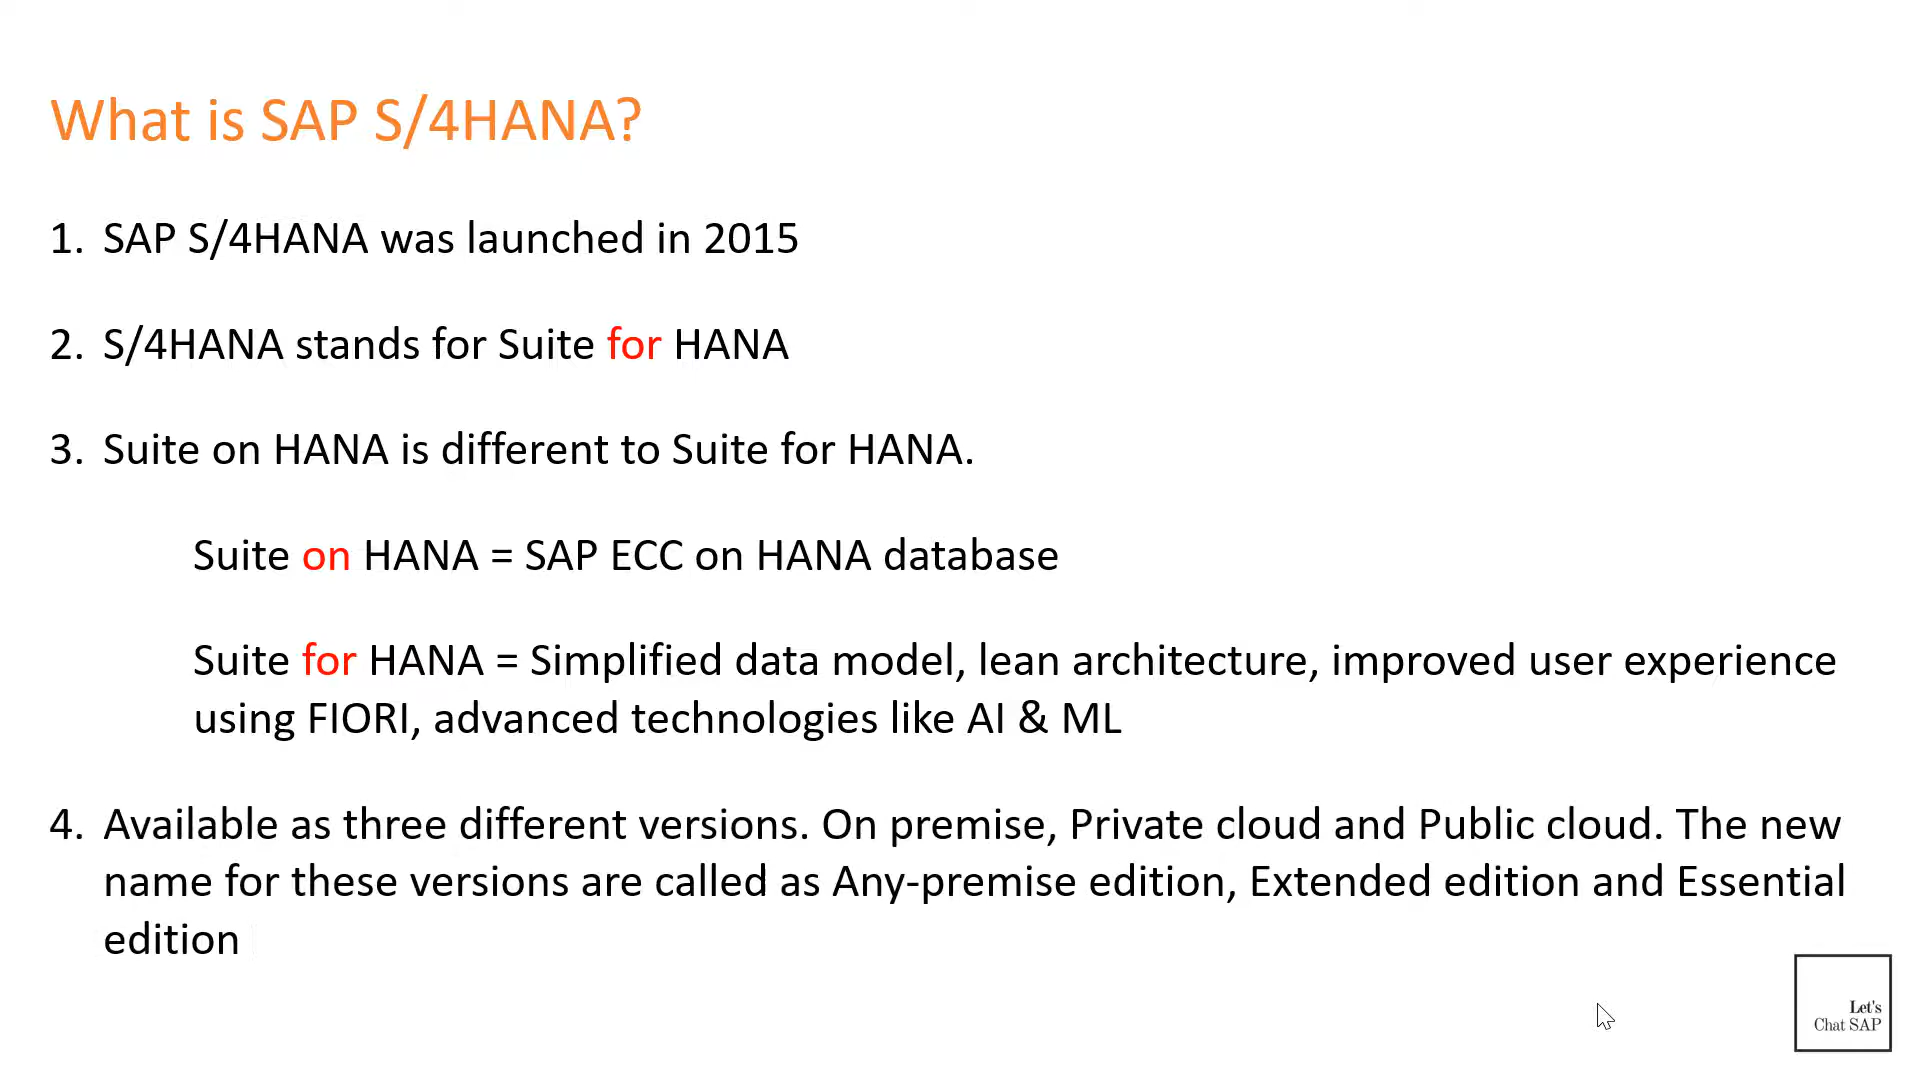 What is SAP S/4HANA?
1. SAP S/4HANA was launched in 2015
2. S/4HANA stands for Suite for HANA
3. Suite on HANA is different to Suite for HANA.
Suite on HANA = SAP ECC on HANA database
Suite for HANA = Simplified data model, lean architecture, improved user experience
using FIORI, advanced technologies like AI & ML
4. Available as three different versions. On premise, Private cloud and Public cloud. The new
name for these versions are called as Any-premise edition, Extended edition and Essential
edition
Let's
Chat SAP